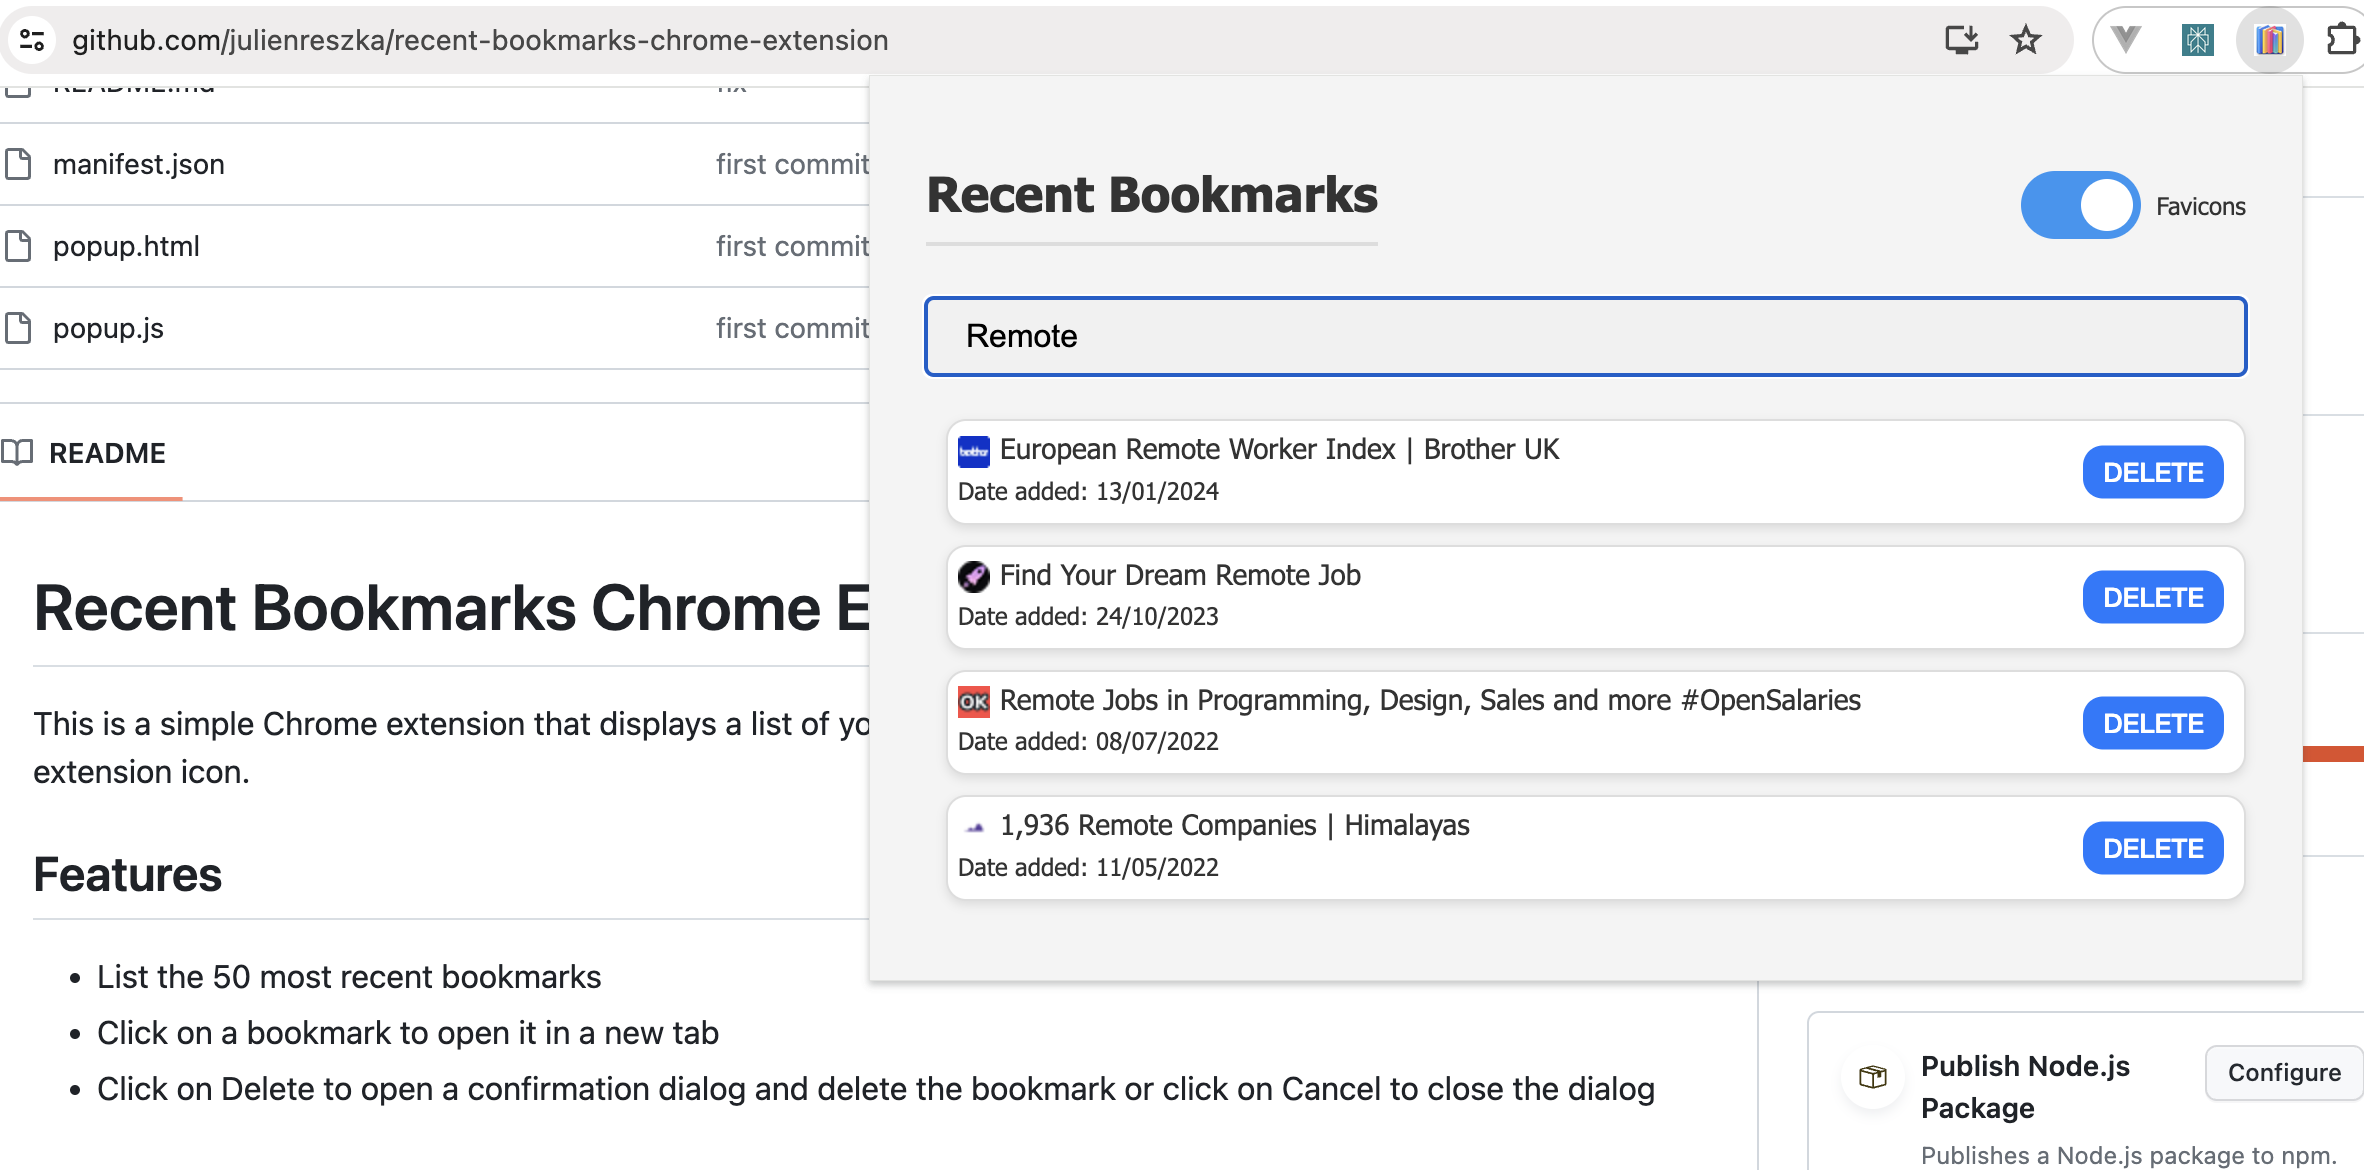 github.com/julienreszka/recent-bookmarks-chrome-extension
README.md fix
manifest.json first commit
popup.html first commit
popup.js first commit
README
Recent Bookmarks Chrome E
This is a simple Chrome extension that displays a list of yo
extension icon.
Features
List the 50 most recent bookmarks
Click on a bookmark to open it in a new tab
Click on Delete to open a confirmation dialog and delete the bookmark or click on Cancel to close the dialog
Recent Bookmarks
Favicons
Remote
brother European Remote Worker Index | Brother UK
Date added: 13/01/2024
DELETE
Find Your Dream Remote Job
Date added: 24/10/2023
DELETE
OK Remote Jobs in Programming, Design, Sales and more #OpenSalaries
Date added: 08/07/2022
DELETE
1,936 Remote Companies | Himalayas
Date added: 11/05/2022
DELETE
Publish Node.js
Package
Configure
Publishes a Node.js package to npm.